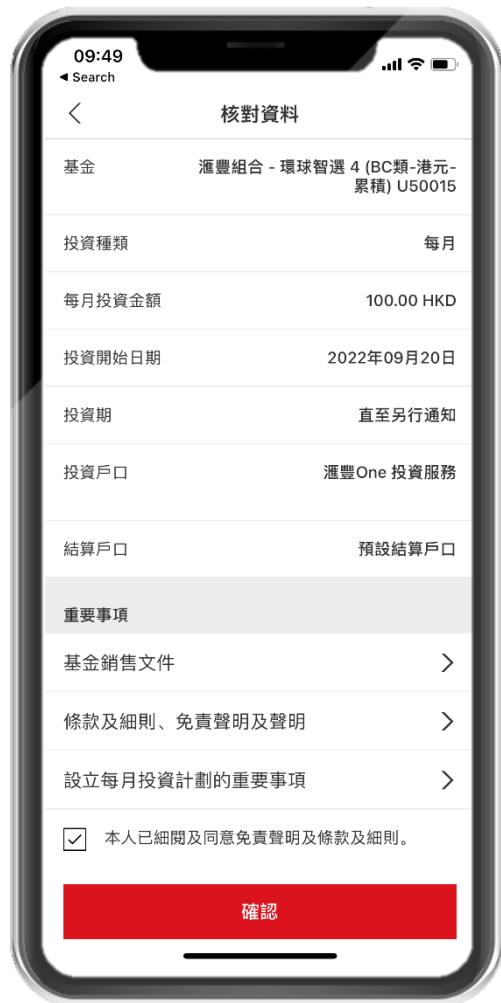 09:49
◀ Search
核對資料
基金
滙豐組合 - 環球智選 4 (BC類-港元-
累積) U50015
投資種類
每月
每月投資金額
100.00 HKD
投資開始日期
2022年09月20日
投資期
直至另行通知
投資戶口
滙豐One 投資服務
結算戶口
預設結算戶口
重要事項
基金銷售文件
條款及細則、免責聲明及聲明
設立每月投資計劃的重要事項
本人已細閱及同意免責聲明及條款及細則。
確認